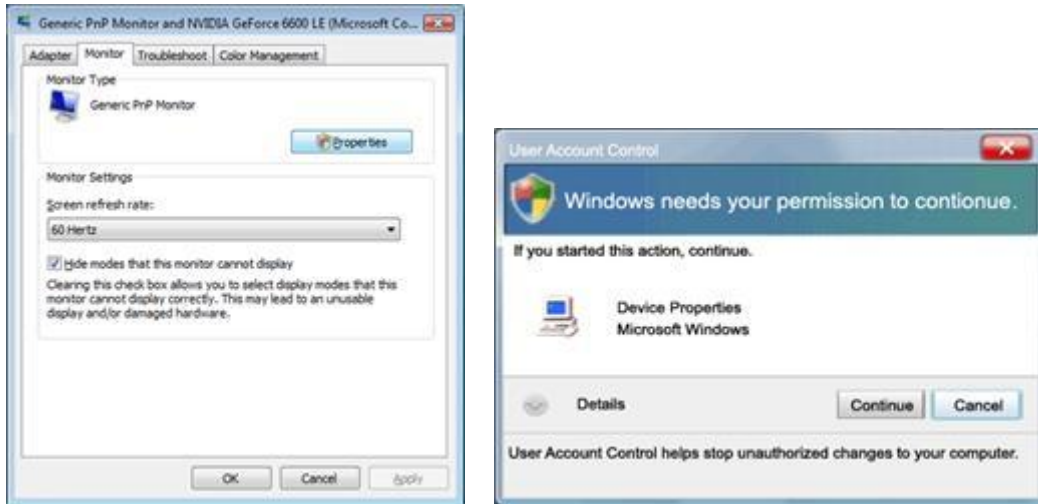 Generic PnP Monitor and NVIDIA GeForce 6600 LE (Microsoft Co...
Adapter Monitor Troubleshoot Color Management
Monitor Type
Generic PnP Monitor
Properties
Monitor Settings
Screen refresh rate:
60 Hertz
Hide modes that this monitor cannot display
Clearing this check box allows you to select display modes that this
monitor cannot display correctly. This may lead to an unusable
display and/or damaged hardware.
OK Cancel Apply
User Account Control
Windows needs your permission to contionue.
If you started this action, continue.
Device Properties
Microsoft Windows
Details Continue Cancel
User Account Control helps stop unauthorized changes to your computer.